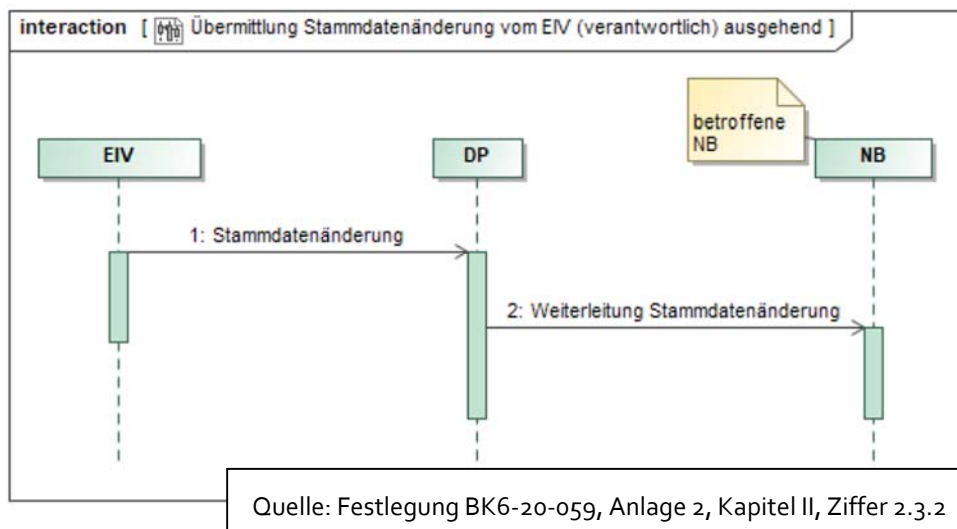 interaction [ Übermittlung Stammdatenänderung vom EIV (verantwortlich) ausgehend ]
betroffene
NB
EIV
DP
NB
1: Stammdatenänderung
2: Weiterleitung Stammdatenänderung
Quelle: Festlegung BK6-20-059, Anlage 2, Kapitel II, Ziffer 2.3.2